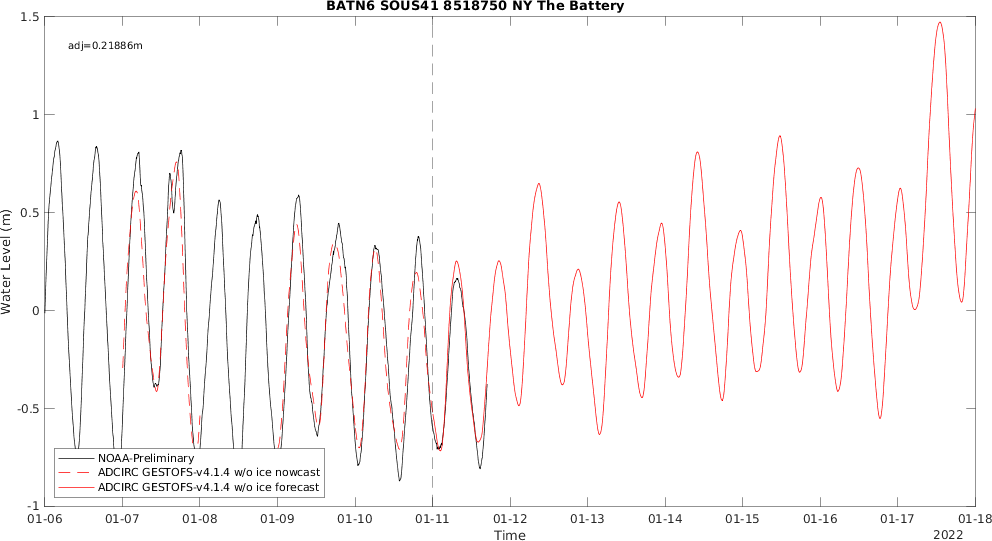 BATN6 SOUS41 8518750 NY The Battery
adj=0.21886m
1.5
1
0.5
0
-0.5
-1
Water Level (m)
NOAA-Preliminary
ADCIRC GESTOFS-v4.1.4 w/o ice nowcast
ADCIRC GESTOFS-v4.1.4 w/o ice forecast
01-06 01-07 01-08 01-09 01-10 01-11 01-12 01-13 01-14 01-15 01-16 01-17 01-18
Time
2022